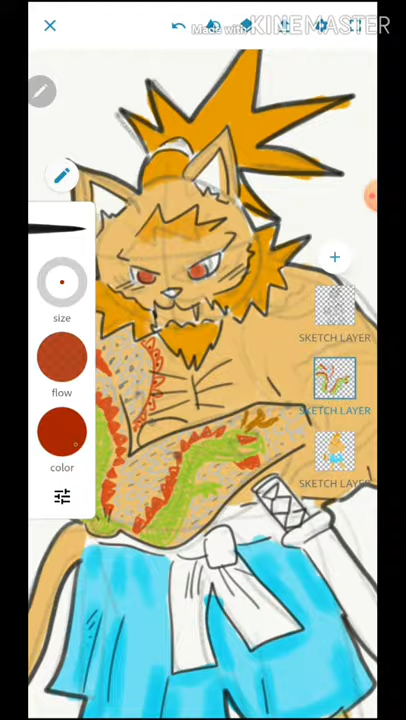 Made with KINEMASTER
size
flow
color
SKETCH LAYER
SKETCH LAYER
SKETCH LAYER